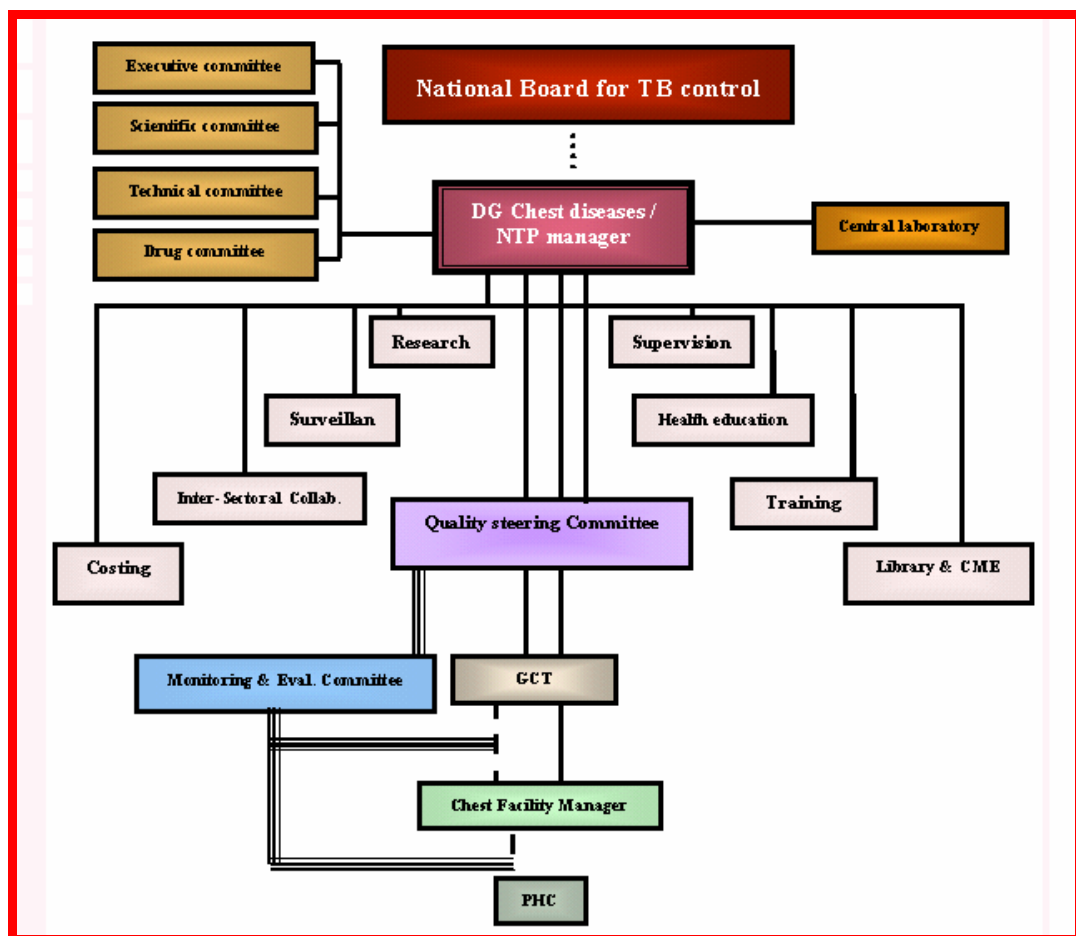 Executive committee
National Board for TB control
Scientific committee
Technical committee
DG Chest diseases /
NTP manager
Central laboratory
Drug committee
Research
Supervision
Surveillan
Health education
Inter-Sectoral Collab.
Training
Quality steering Committee
Costing
Library & CME
Monitoring & Eval. Committee
GCT
Chest Facility Manager
PHC